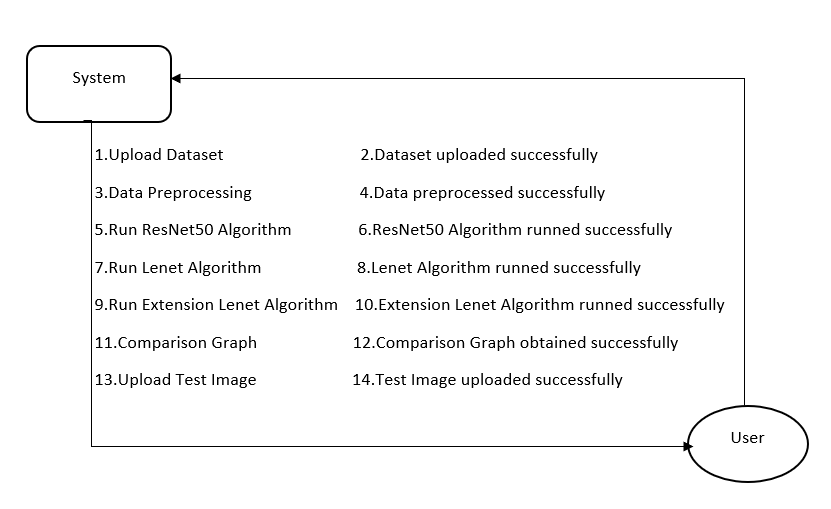 System
1.Upload Dataset 2.Dataset uploaded successfully
3.Data Preprocessing 4.Data preprocessed successfully
5.Run ResNet50 Algorithm 6.ResNet50 Algorithm runned successfully
7.Run Lenet Algorithm 8.Lenet Algorithm runned successfully
9.Run Extension Lenet Algorithm 10.Extension Lenet Algorithm runned successfully
11.Comparison Graph 12.Comparison Graph obtained successfully
13.Upload Test Image 14.Test Image uploaded successfully
User